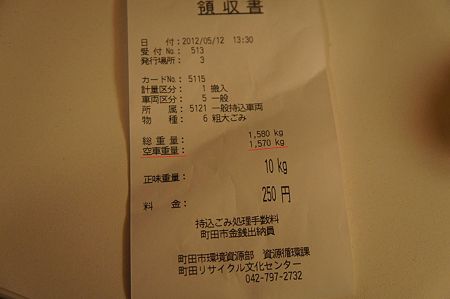 領収書
日　付：2012/05/12 13:30
受付No.： 513
発行場所： 3
カードNo.： 5115
計量区分： 1 搬入
車両区分： 5 一般
所　属： 5121 一般持込車両
物　種： 6 粗大ごみ
総重量： 1,580 kg
空車重量： 1,570 kg
正味重量： 10 kg
料　金： 250 円
持込ごみ処理手数料
町田市金銭出納員
町田市環境資源部　資源循環課
町田リサイクル文化センター
042-797-2732